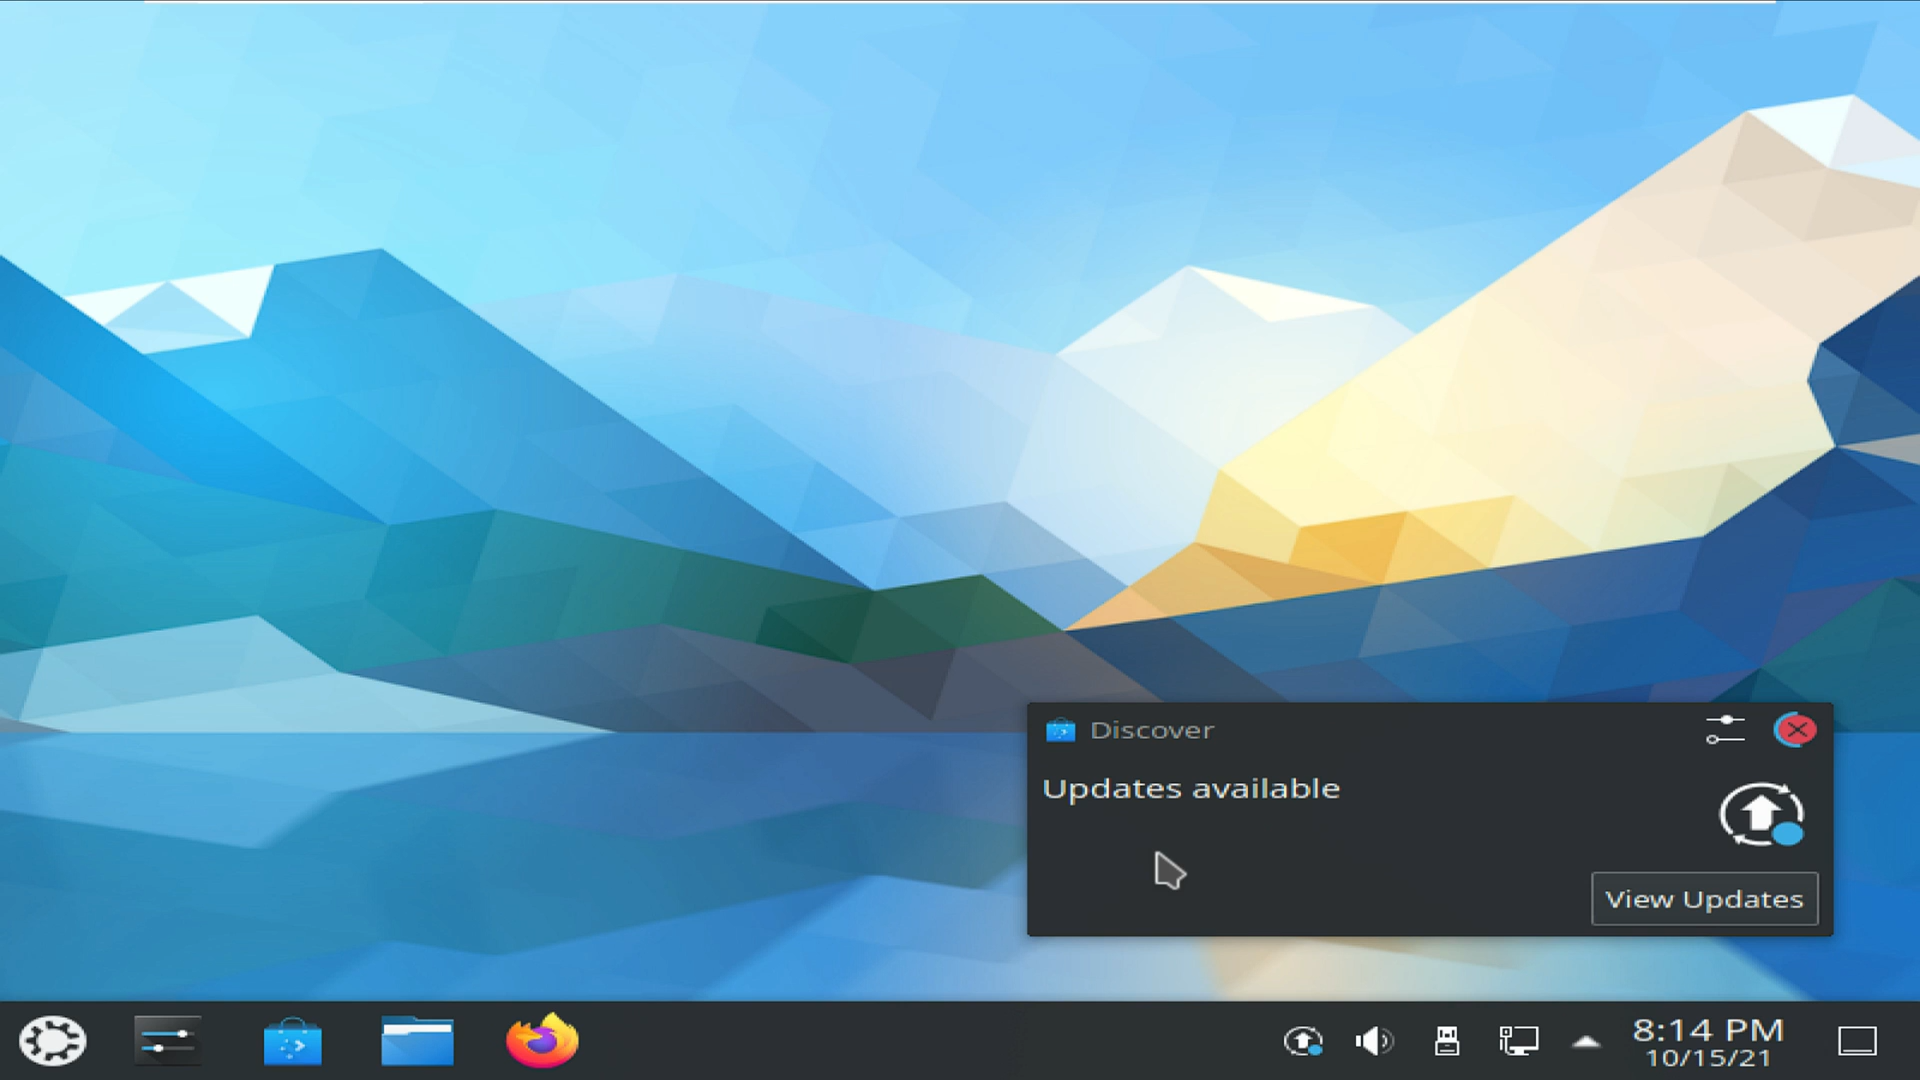 Discover
Updates available
View Updates
8:14 PM
10/15/21